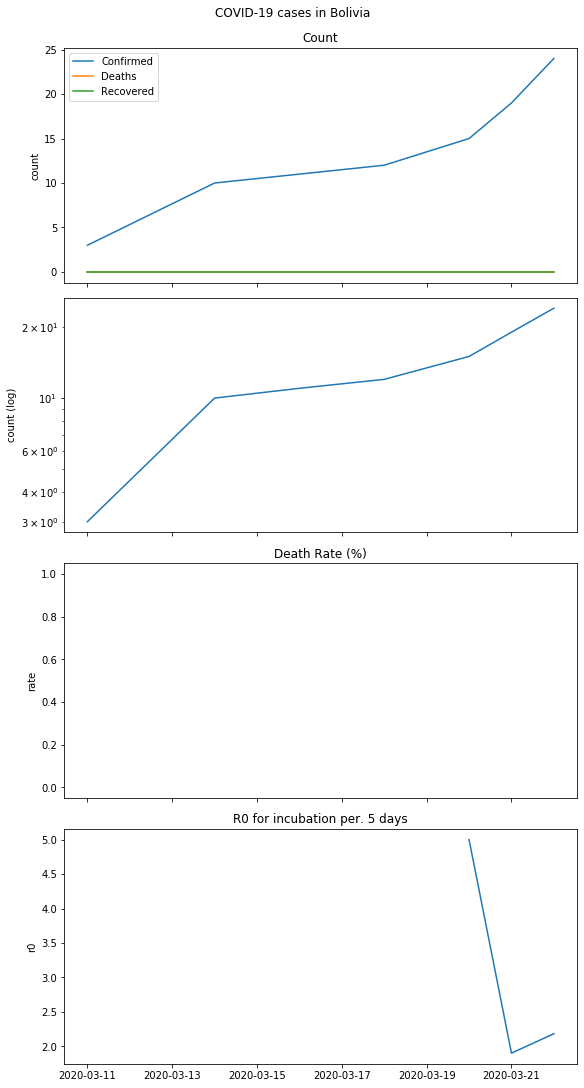 COVID-19 cases in Bolivia
Count
25
20
15
10
5
0
count
Confirmed
Deaths
Recovered
2 × 10¹
10¹
6 × 10⁰
4 × 10⁰
3 × 10⁰
count (log)
Death Rate (%)
1.0
0.8
0.6
0.4
0.2
0.0
rate
R0 for incubation per. 5 days
5.0
4.5
4.0
3.5
3.0
2.5
2.0
r0
2020-03-11 2020-03-13 2020-03-15 2020-03-17 2020-03-19 2020-03-21